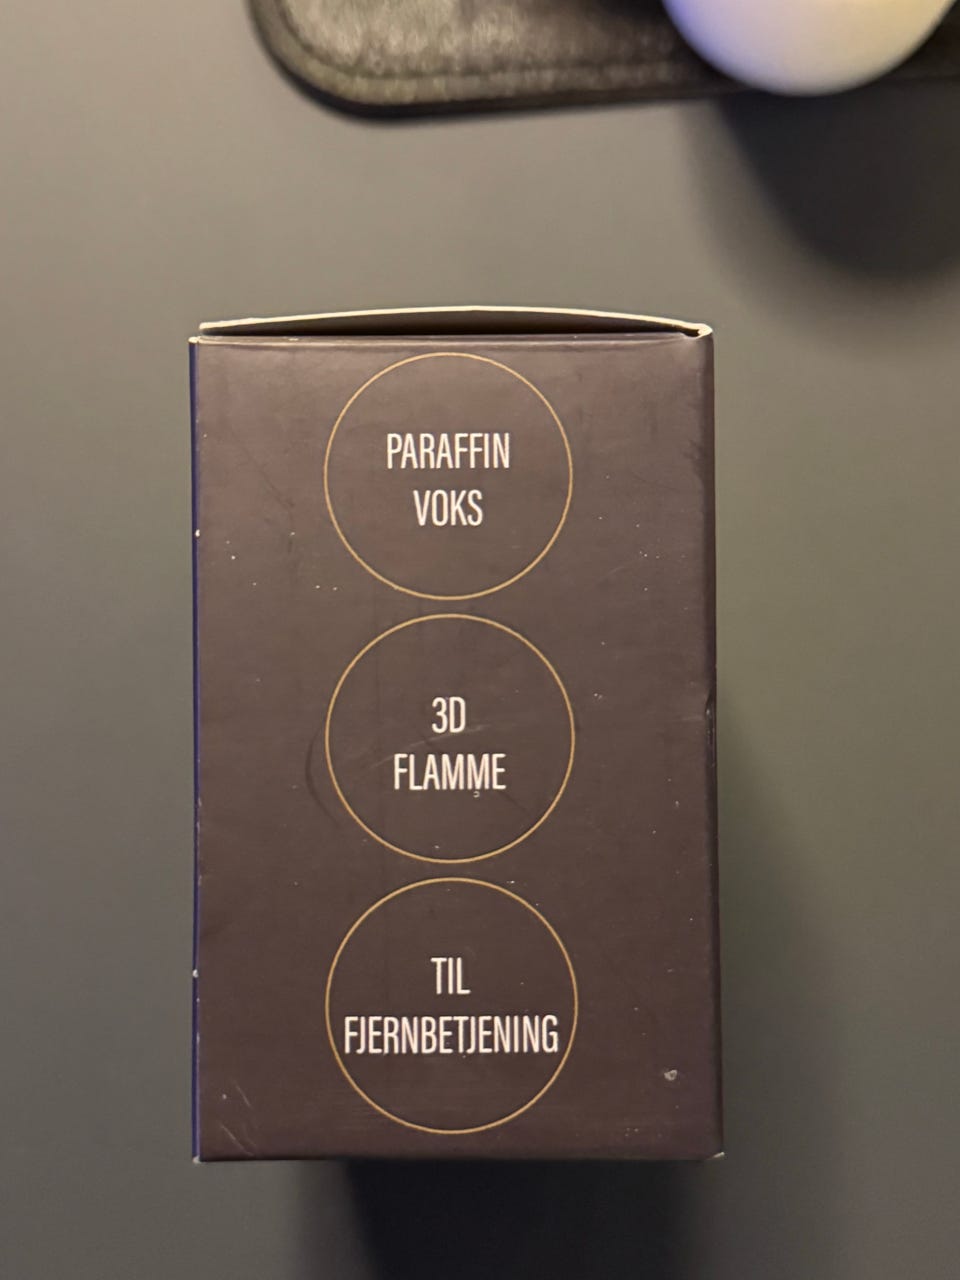 PARAFFIN
VOKS
3D
FLAMME
TIL
FJERNBETJENING